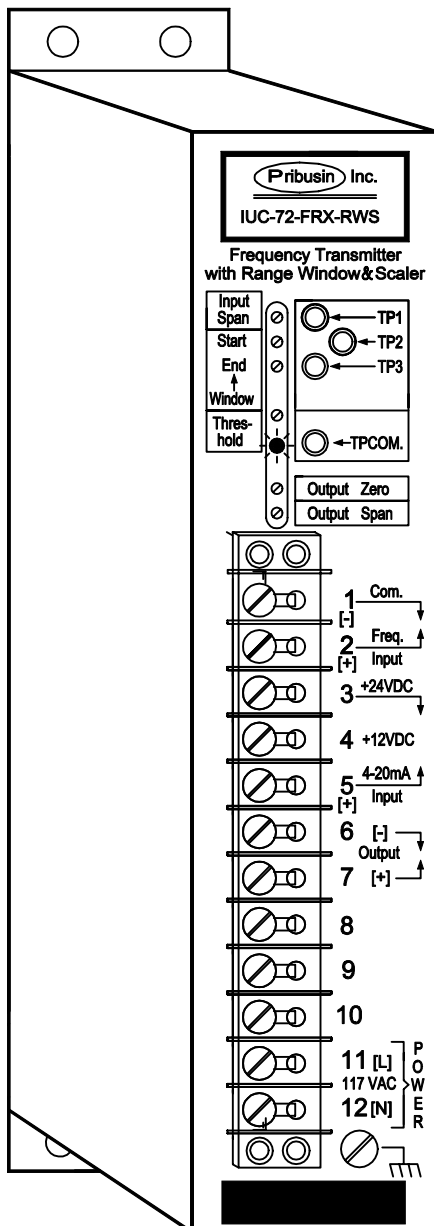 Pribusin Inc.
IUC-72-FRX-RWS
Frequency Transmitter
with Range Window&Scaler
Input
Span
Start
End
Window
Thres-
hold
TP1
TP2
TP3
TPCOM.
Output Zero
Output Span
1 Com.
[-]
2 Freq.
[+] Input
3 +24VDC
4 +12VDC
5 4-20mA
[+] Input
6 [-]
Output
7 [+]
8
9
10
11 [L]
117 VAC
12 [N]
POWER